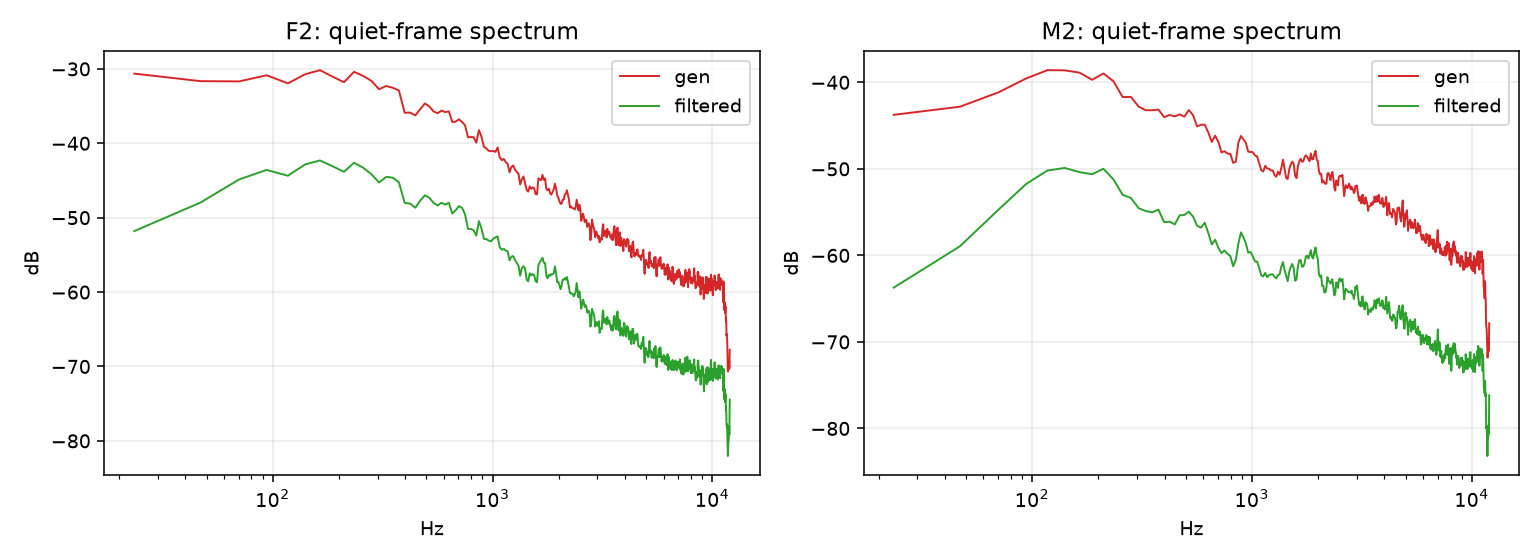 F2: quiet-frame spectrum
gen
filtered
−30
−40
−50
−60
−70
−80
dB
10²
10³
10⁴
Hz
M2: quiet-frame spectrum
gen
filtered
−40
−50
−60
−70
−80
dB
10²
10³
10⁴
Hz